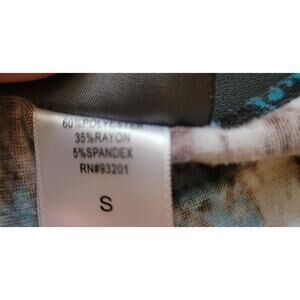 60%POLYESTER
35%RAYON
5%SPANDEX
RN#93201
S